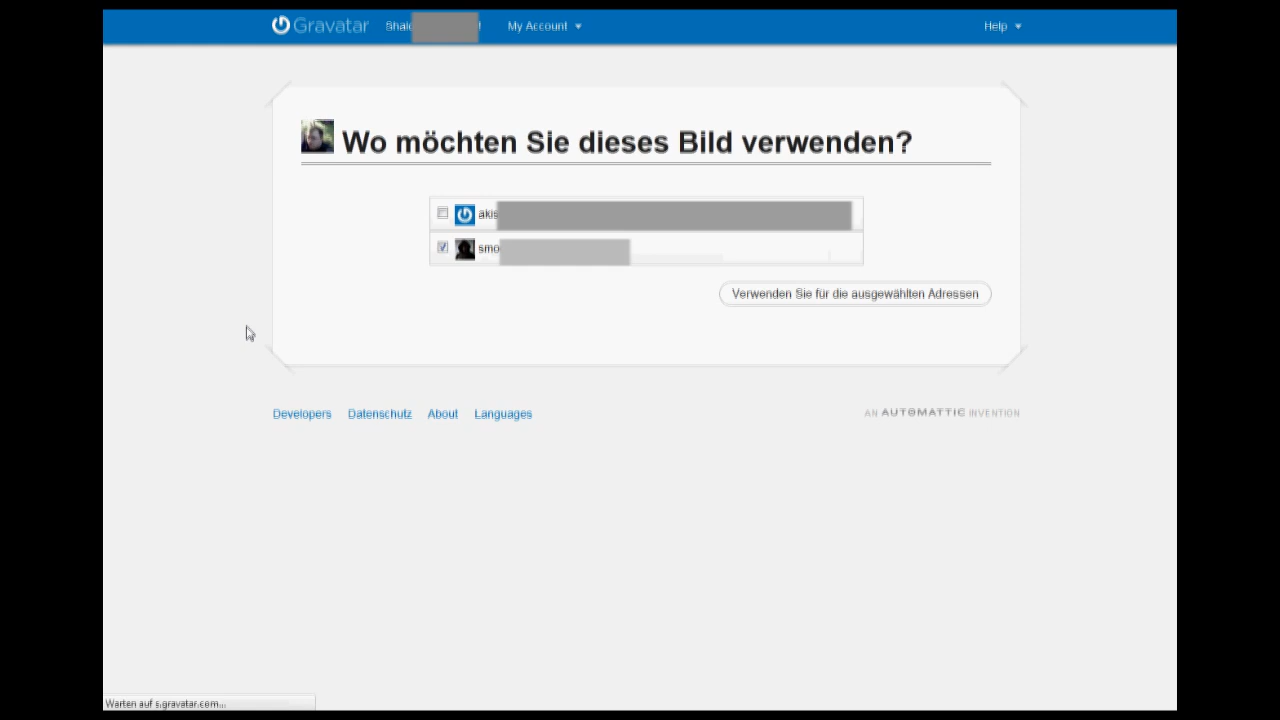 Gravatar My Account Help
Wo möchten Sie dieses Bild verwenden?
akis
smo
Verwenden Sie für die ausgewählten Adressen
Developers Datenschutz About Languages
AN AUTOMATTIC INVENTION
Warten auf s.gravatar.com...